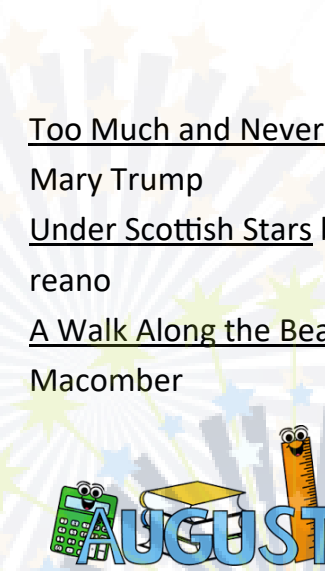 Too Much and Never
Mary Trump
Under Scottish Stars
reano
A Walk Along the Bea
Macomber
AUGUST